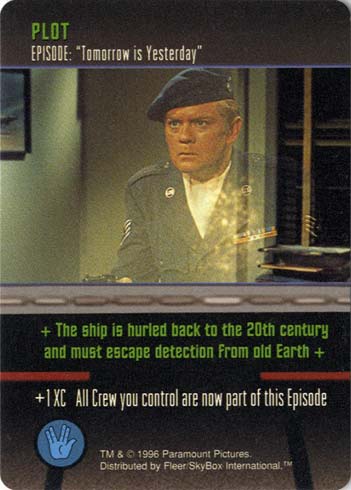 PLOT
EPISODE: "Tomorrow is Yesterday"
+ The ship is hurled back to the 20th century
and must escape detection from old Earth +
+1 XC All Crew you control are now part of this Episode
TM & © 1996 Paramount Pictures.
Distributed by Fleer/SkyBox International.™